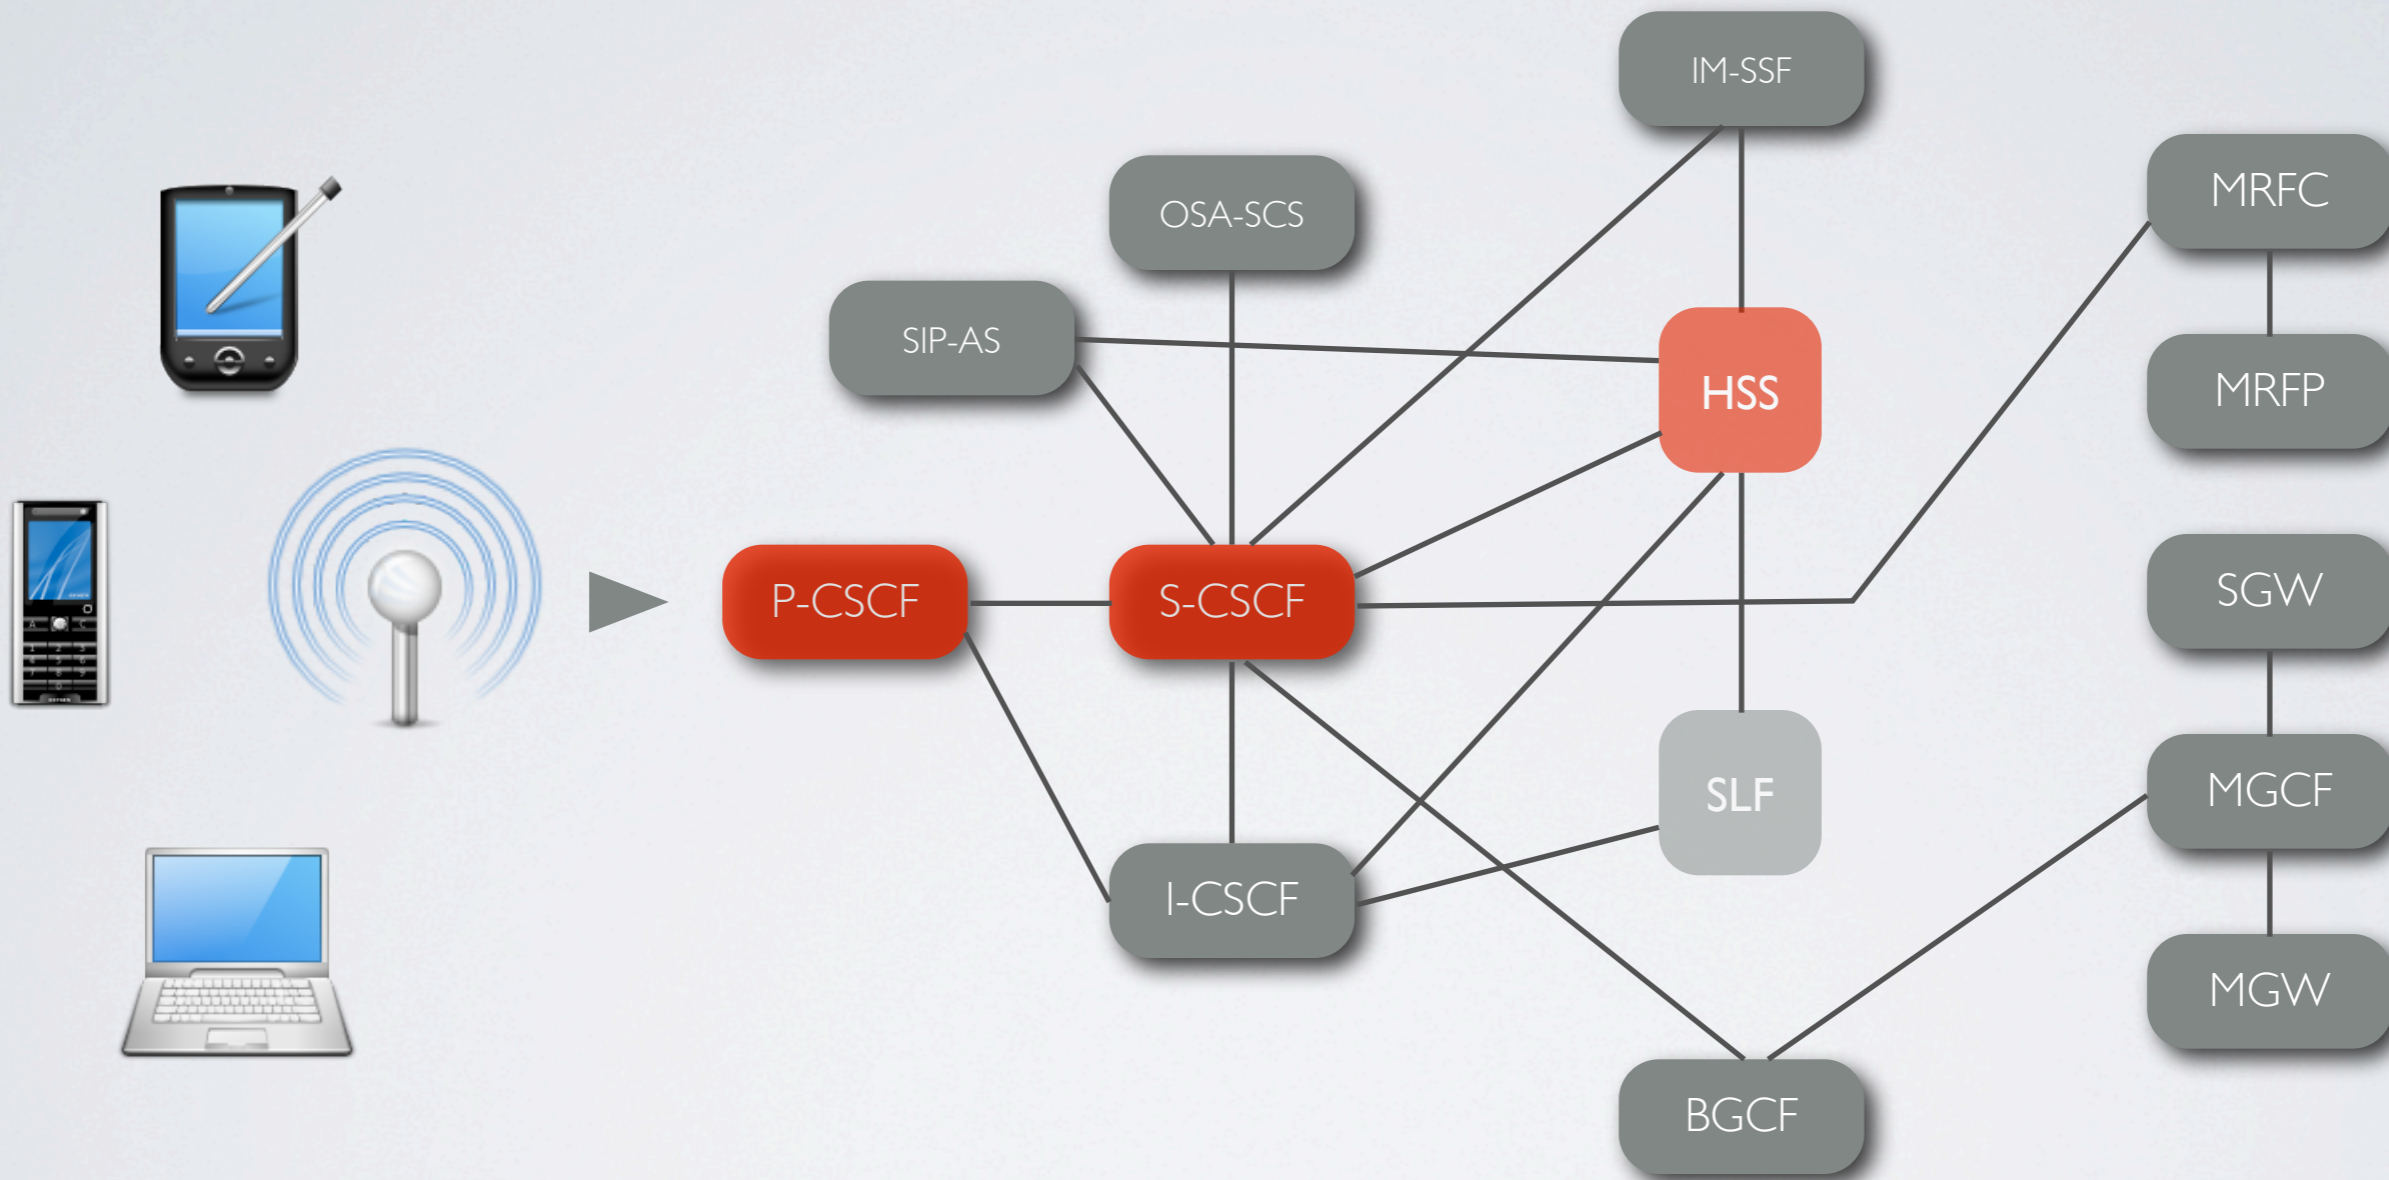 IM-SSF
MRFC
OSA-SCS
SIP-AS
HSS
MRFP
P-CSCF
S-CSCF
SGW
SLF
MGCF
I-CSCF
MGW
BGCF